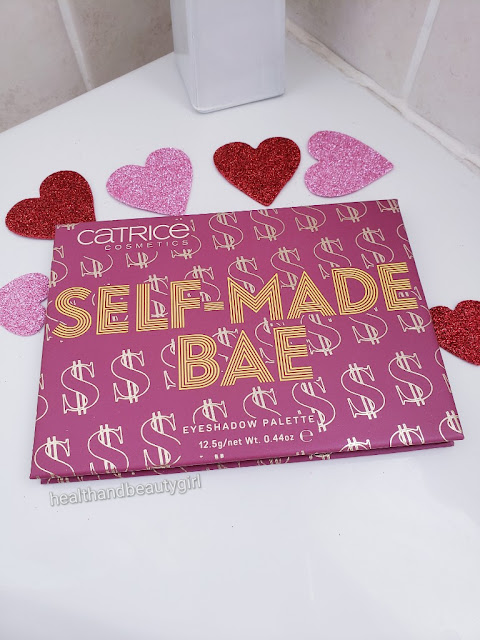 CATRICE
COSMETICS
SELF-MADE
BAE
EYESHADOW PALETTE
12.5g/net Wt. 0.44oz ℮
healthandbeautygirl